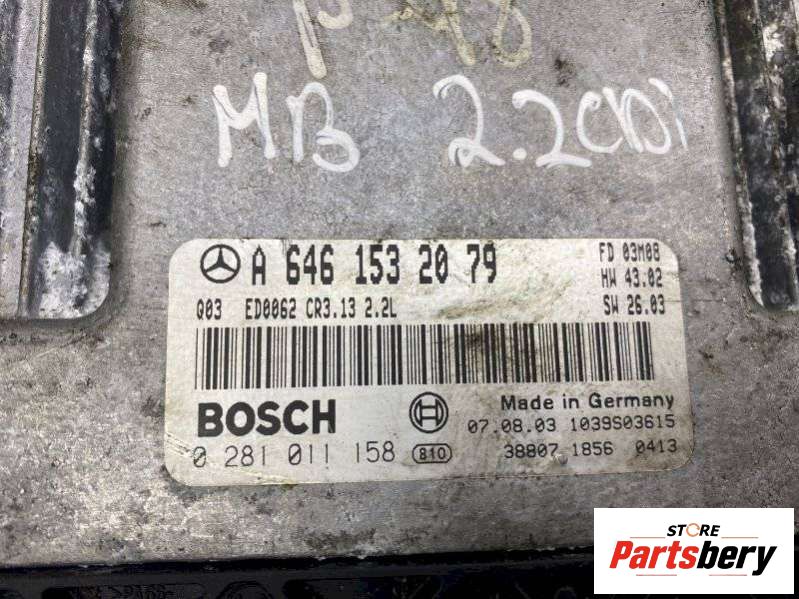 MB 2.2CDi
A 646 153 20 79
FD 03M08
HW 43.02
Q03 ED0062 CR3.13 2.2L
SW 26.03
BOSCH
Made in Germany
07.08.03 1039S03615
0 281 011 158 810
38807 1856 0413
STORE
Partsbery